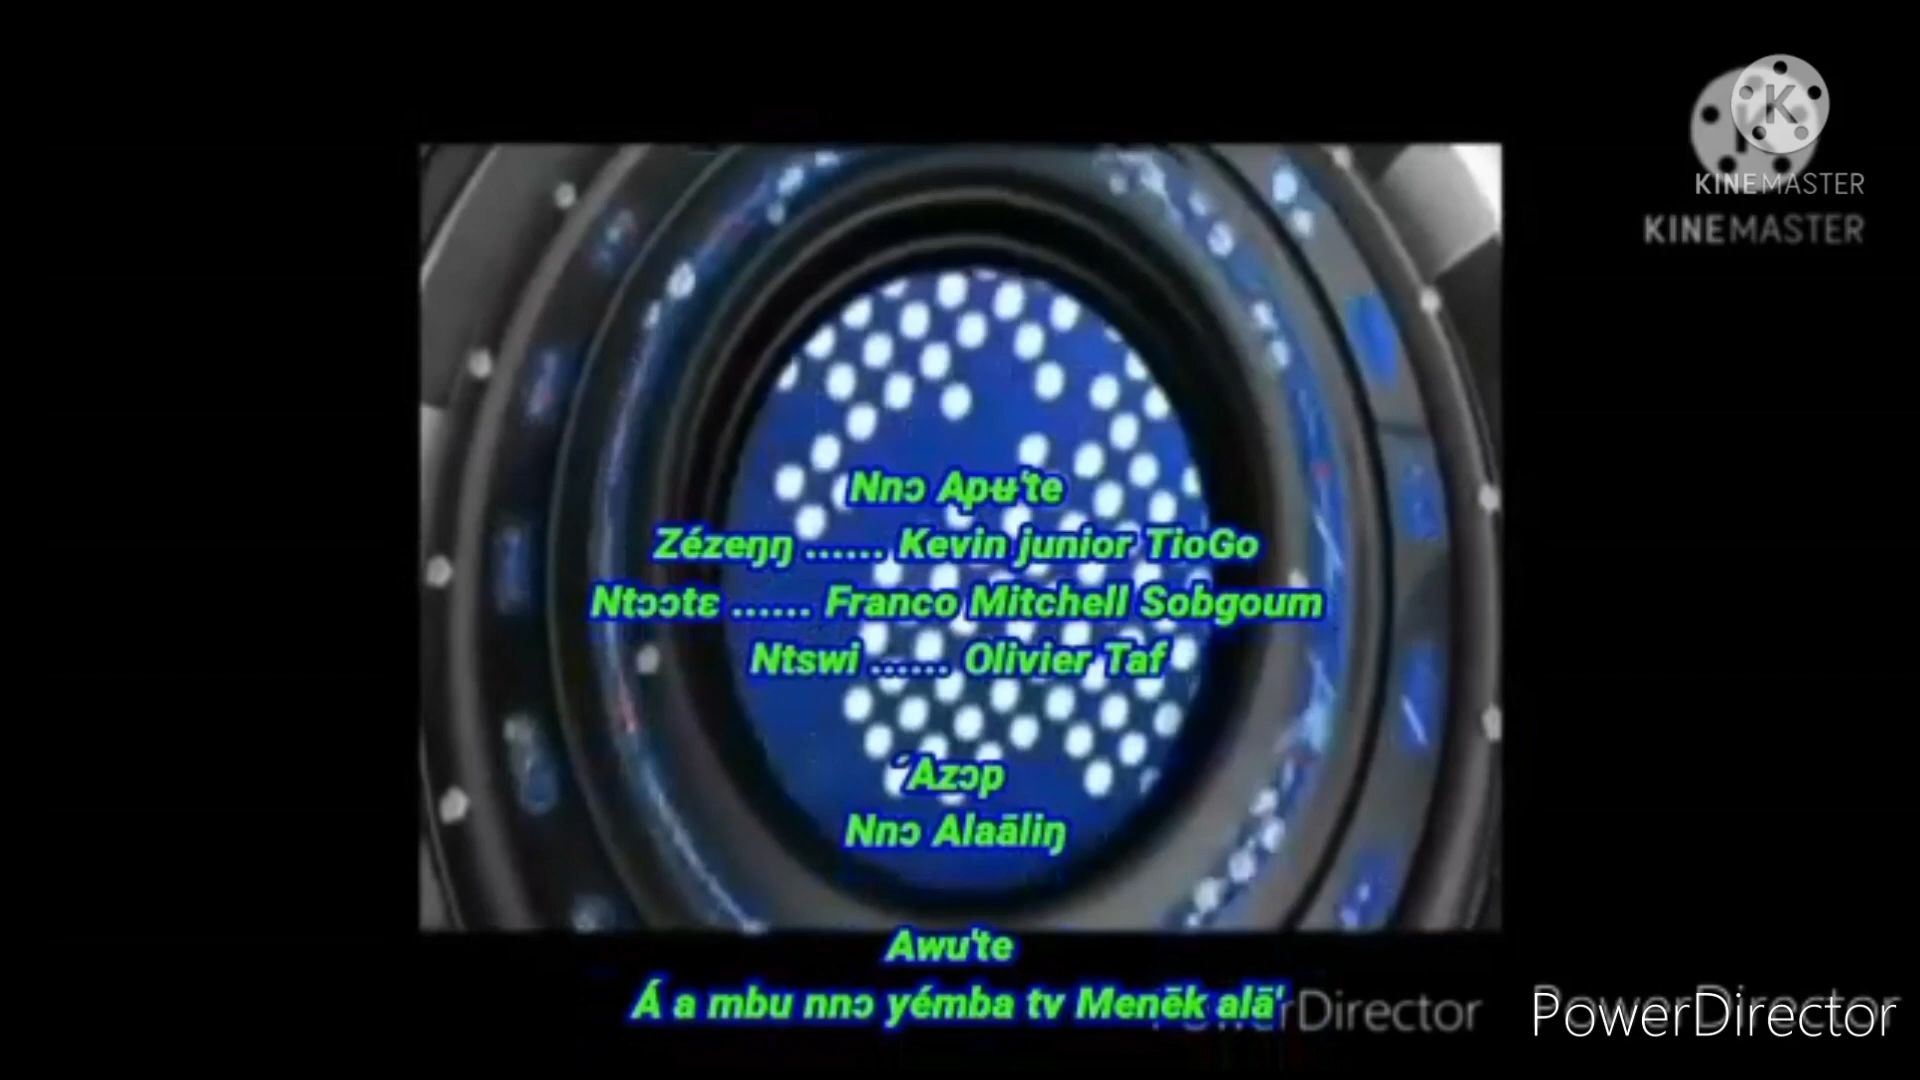 KINEMASTER
KINEMASTER
Nnɔ Apʉ'te
Zézeŋŋ ...... Kevin junior TioGo
Ntɔɔtɛ ...... Franco Mitchell Sobgoum
Ntswi ...... Olivier Taf
´Azɔp
Nnɔ Alaāliŋ
Awu'te
Á a mbu nnɔ yémba tv Menēk alā'
PowerDirector
PowerDirector